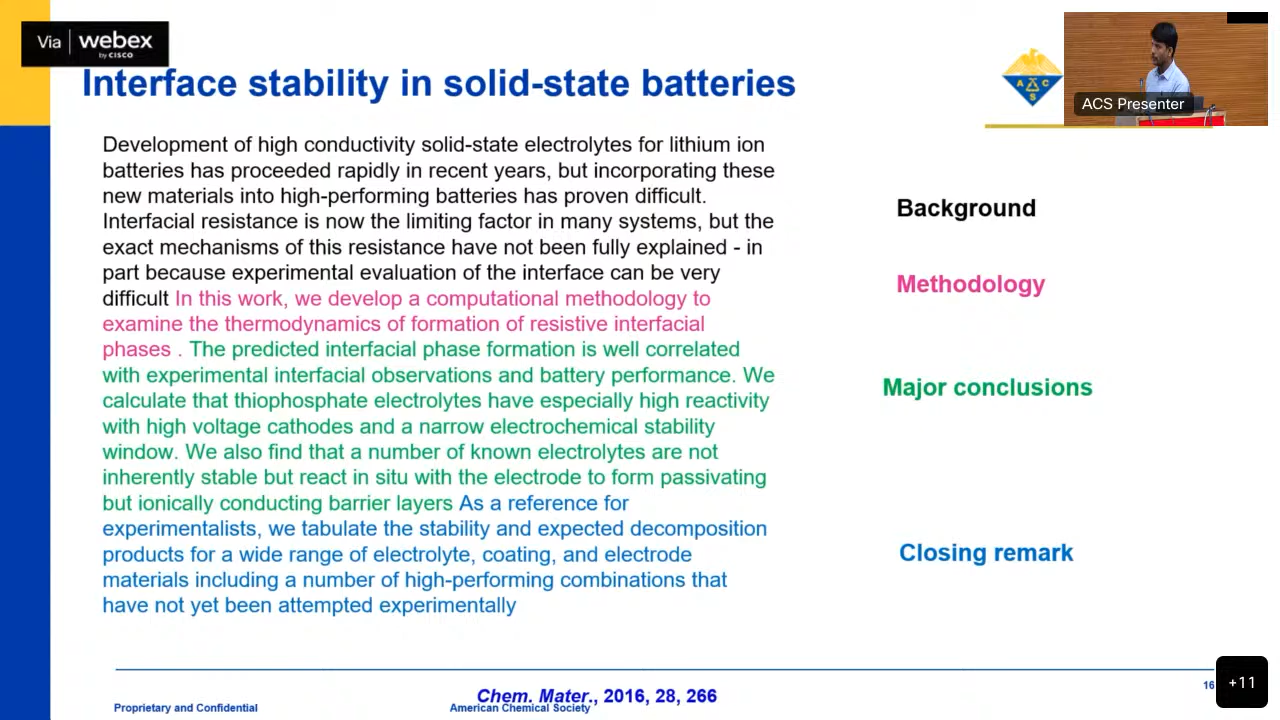 Via webex
by CISCO
Interface stability in solid-state batteries
A C
S
ACS Presenter
Development of high conductivity solid-state electrolytes for lithium ion
batteries has proceeded rapidly in recent years, but incorporating these
new materials into high-performing batteries has proven difficult.
Interfacial resistance is now the limiting factor in many systems, but the
exact mechanisms of this resistance have not been fully explained - in
part because experimental evaluation of the interface can be very
difficult In this work, we develop a computational methodology to
examine the thermodynamics of formation of resistive interfacial
phases . The predicted interfacial phase formation is well correlated
with experimental interfacial observations and battery performance. We
calculate that thiophosphate electrolytes have especially high reactivity
with high voltage cathodes and a narrow electrochemical stability
window. We also find that a number of known electrolytes are not
inherently stable but react in situ with the electrode to form passivating
but ionically conducting barrier layers As a reference for
experimentalists, we tabulate the stability and expected decomposition
products for a wide range of electrolyte, coating, and electrode
materials including a number of high-performing combinations that
have not yet been attempted experimentally
Background
Methodology
Major conclusions
Closing remark
Chem. Mater., 2016, 28, 266
Proprietary and Confidential
American Chemical Society
16
+11